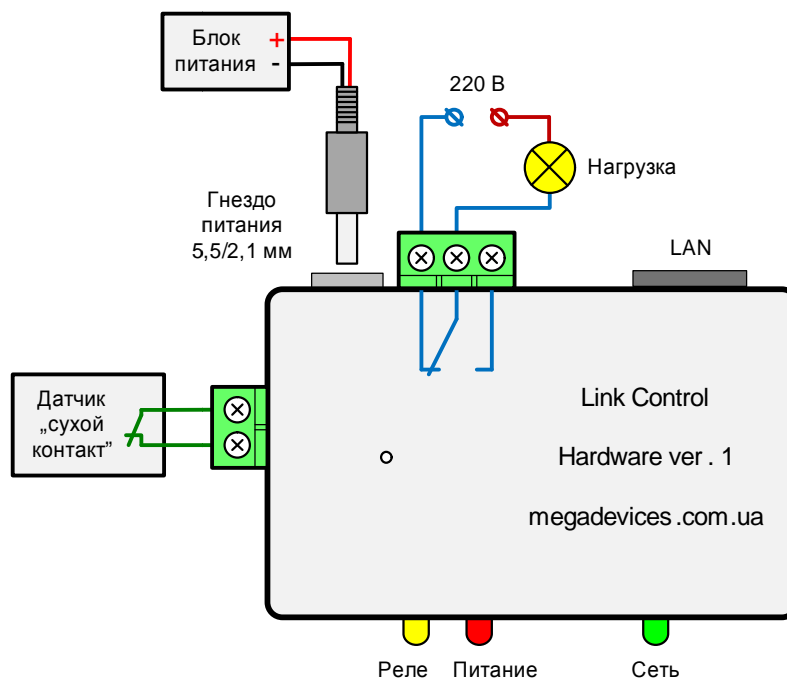 Блок +
питания -
220 В
Нагрузка
Гнездо
питания
5,5/2,1 мм
LAN
Датчик
„сухой
контакт”
Link Control
Hardware ver . 1
megadevices .com.ua
Реле Питание Сеть